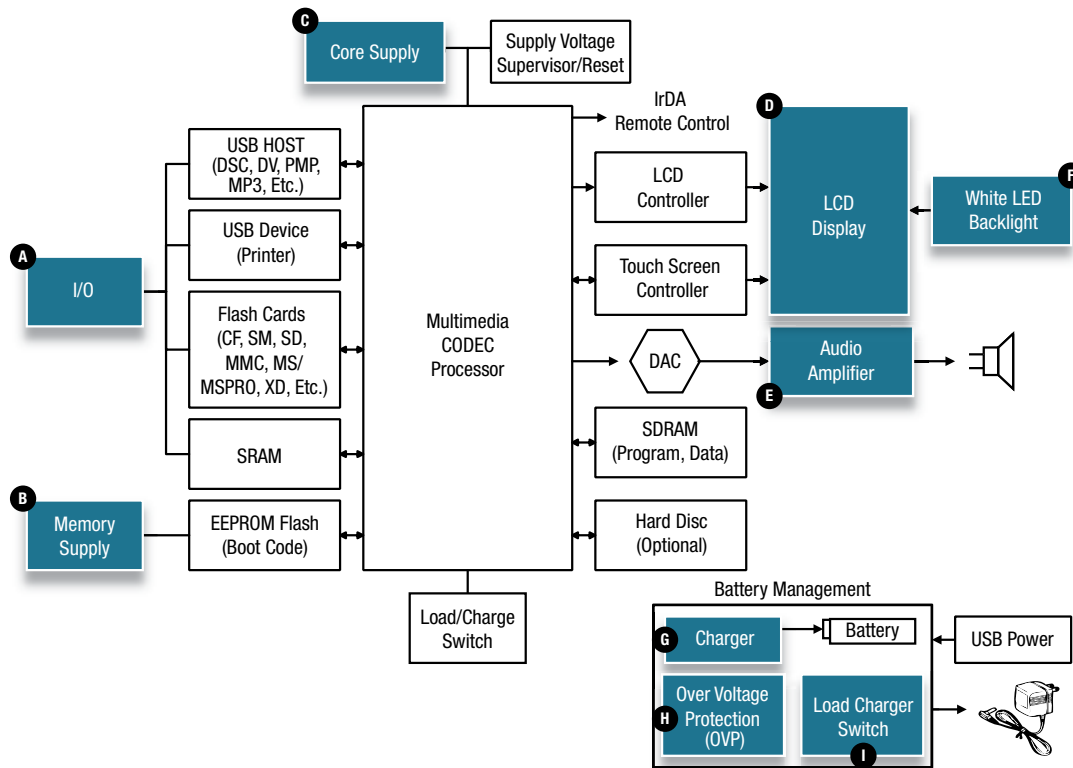 C
Core Supply
Supply Voltage
Supervisor/Reset
IrDA
Remote Control
USB HOST
(DSC, DV, PMP,
MP3, Etc.)
USB Device
(Printer)
A
I/O
Flash Cards
(CF, SM, SD,
MMC, MS/
MSPRO, XD, Etc.)
SRAM
B
Memory
Supply
EEPROM Flash
(Boot Code)
Multimedia
CODEC
Processor
Load/Charge
Switch
LCD
Controller
Touch Screen
Controller
D
LCD
Display
F
White LED
Backlight
DAC
Audio
Amplifier
E
SDRAM
(Program, Data)
Hard Disc
(Optional)
Battery Management
G
Charger
Battery
USB Power
H
Over Voltage
Protection
(OVP)
Load Charger
Switch
I